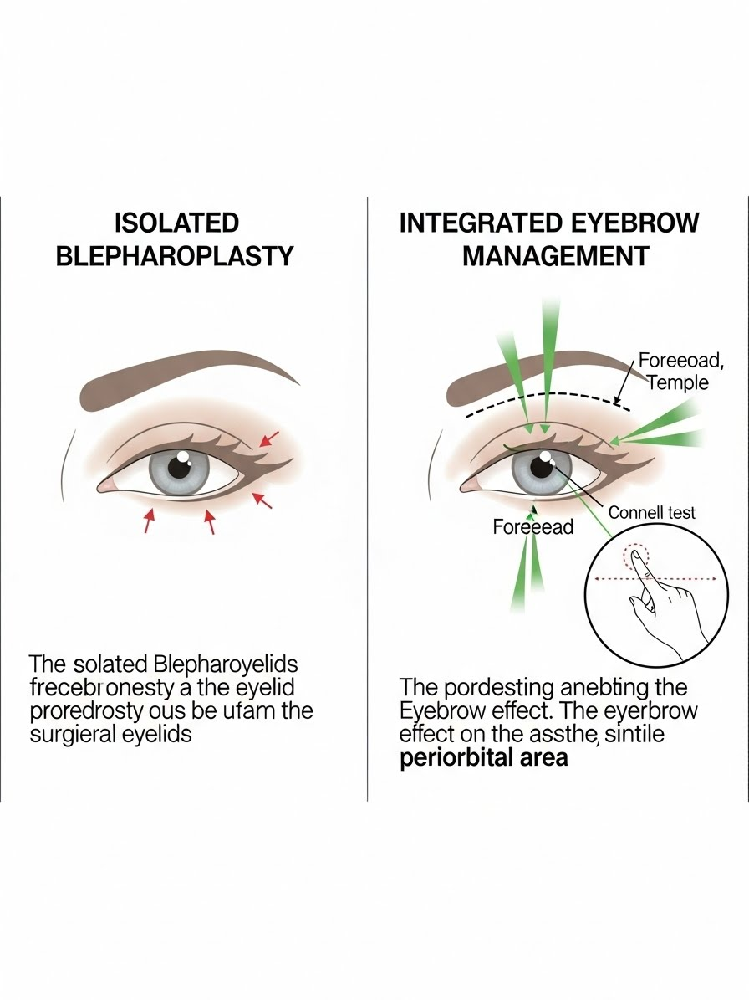 ISOLATED
BLEPHAROPLASTY
The solated Blepharoyelids
frecebronesty a the eyelid
proredrosty ous be ufam the
surgieral eyelids
INTEGRATED EYEBROW
MANAGEMENT
Foreeoad,
Temple
Connell test
Foreeead
The pordesting anebting the
Eyebrow effect. The eyerbrow
effect on the assthe, sintile
periorbital area